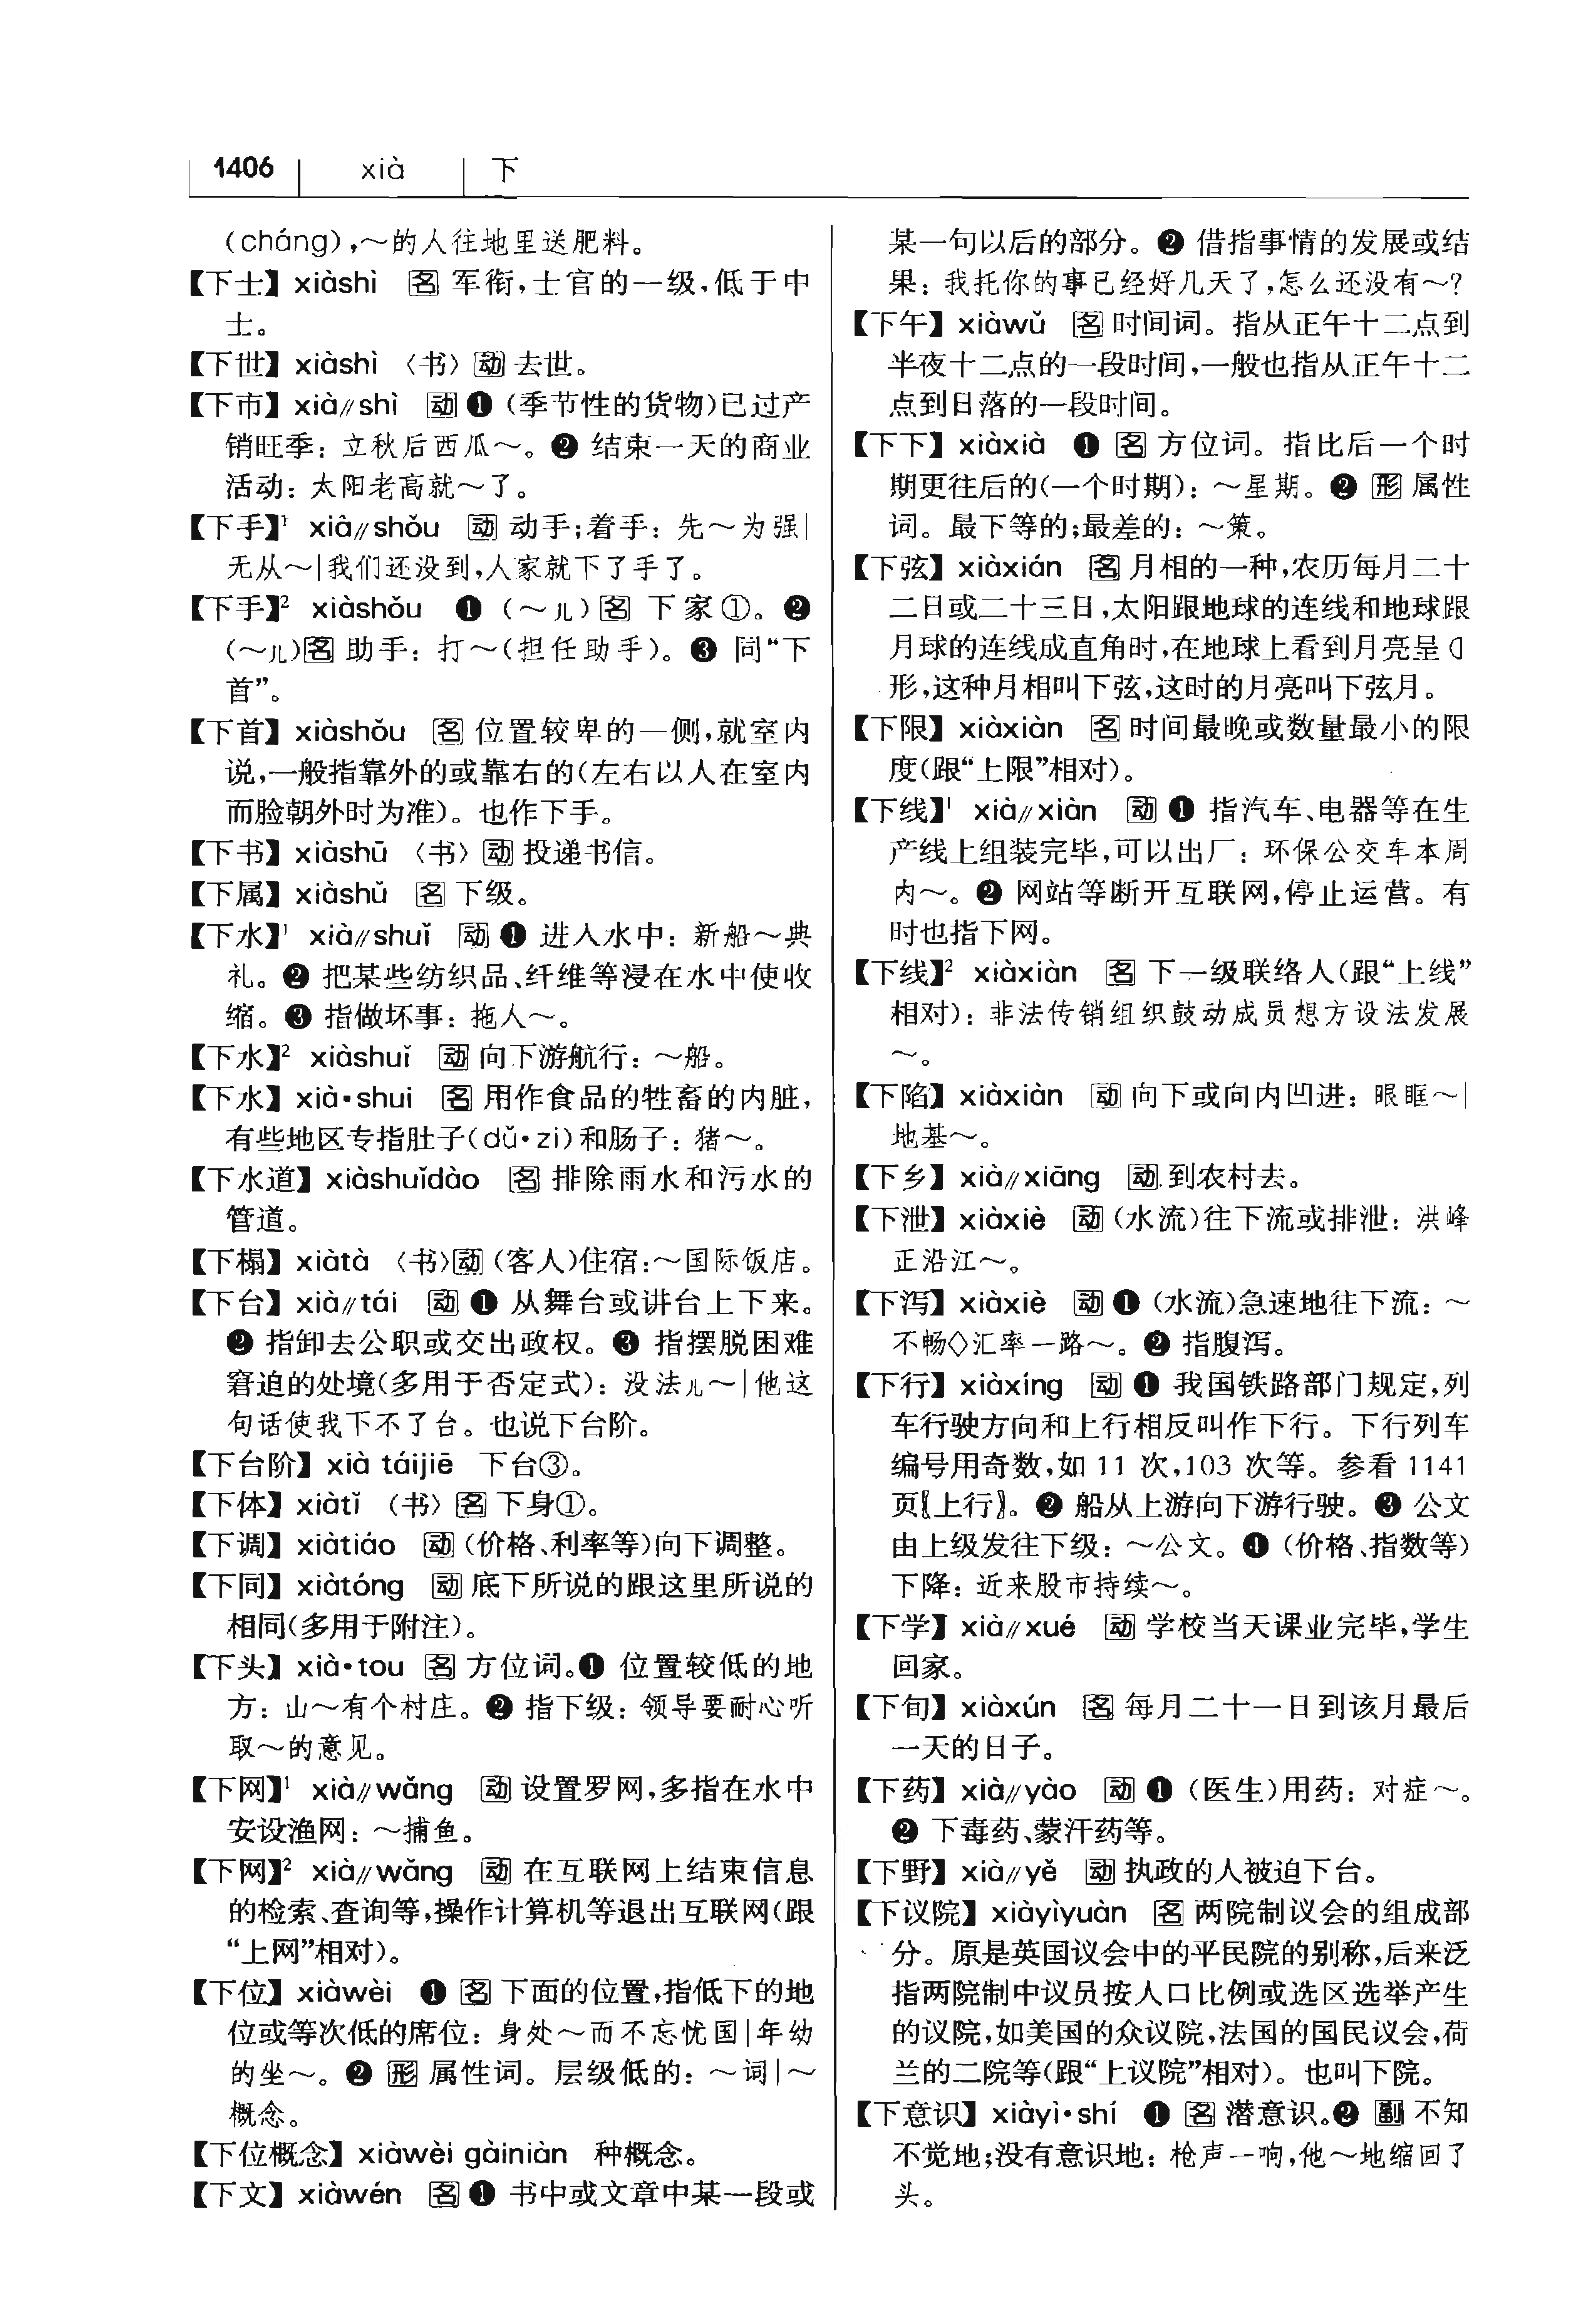 1406 xià 下
(cháng),～的人往地里送肥料。
【下士】 xiàshì 名 军衔,士官的一级,低于中
士。
【下世】 xiàshì 〈书〉 动 去世。
【下市】 xià∥shì 动 ❶ (季节性的货物)已过产
销旺季: 立秋后西瓜～。❷ 结束一天的商业
活动: 太阳老高就～了。
【下手】¹ xià∥shǒu 动 动手;着手: 先～为强|
无从～|我们还没到,人家就下了手了。
【下手】² xiàshǒu ❶ (～儿) 名 下家①。❷
(～儿) 名 助手: 打～(担任助手)。❸ 同“下
首”。
【下首】 xiàshǒu 名 位置较卑的一侧,就室内
说,一般指靠外的或靠右的(左右以人在室内
而脸朝外时为准)。也作下手。
【下书】 xiàshū 〈书〉 动 投递书信。
【下属】 xiàshǔ 名 下级。
【下水】¹ xià∥shuǐ 动 ❶ 进入水中: 新船～典
礼。❷ 把某些纺织品、纤维等浸在水中使收
缩。❸ 指做坏事: 拖人～。
【下水】² xiàshuǐ 动 向下游航行: ～船。
【下水】 xià·shui 名 用作食品的牲畜的内脏,
有些地区专指肚子(dǔ·zi)和肠子: 猪～。
【下水道】 xiàshuǐdào 名 排除雨水和污水的
管道。
【下榻】 xiàtà 〈书〉 动 (客人)住宿:～国际饭店。
【下台】 xià∥tái 动 ❶ 从舞台或讲台上下来。
❷ 指卸去公职或交出政权。❸ 指摆脱困难
窘迫的处境(多用于否定式): 没法儿～|他这
句话使我下不了台。也说下台阶。
【下台阶】 xià táijiē 下台③。
【下体】 xiàtǐ 〈书〉 名 下身①。
【下调】 xiàtiáo 动 (价格、利率等)向下调整。
【下同】 xiàtóng 动 底下所说的跟这里所说的
相同(多用于附注)。
【下头】 xià·tou 名 方位词。❶ 位置较低的地
方: 山～有个村庄。❷ 指下级: 领导要耐心听
取～的意见。
【下网】¹ xià∥wǎng 动 设置罗网,多指在水中
安设渔网: ～捕鱼。
【下网】² xià∥wǎng 动 在互联网上结束信息
的检索、查询等,操作计算机等退出互联网(跟
“上网”相对)。
【下位】 xiàwèi ❶ 名 下面的位置,指低下的地
位或等次低的席位: 身处～而不忘忧国|年幼
的坐～。❷ 形 属性词。层级低的: ～词|～
概念。
【下位概念】 xiàwèi gàiniàn 种概念。
【下文】 xiàwén 名 ❶ 书中或文章中某一段或
某一句以后的部分。❷ 借指事情的发展或结
果: 我托你的事已经好几天了,怎么还没有～?
【下午】 xiàwǔ 名 时间词。指从正午十二点到
半夜十二点的一段时间,一般也指从正午十二
点到日落的一段时间。
【下下】 xiàxià ❶ 名 方位词。指比后一个时
期更往后的(一个时期): ～星期。❷ 形 属性
词。最下等的;最差的: ～策。
【下弦】 xiàxián 名 月相的一种,农历每月二十
二日或二十三日,太阳跟地球的连线和地球跟
月球的连线成直角时,在地球上看到月亮呈
形,这种月相叫下弦,这时的月亮叫下弦月。
【下限】 xiàxiàn 名 时间最晚或数量最小的限
度(跟“上限”相对)。
【下线】¹ xià∥xiàn 动 ❶ 指汽车、电器等在生
产线上组装完毕,可以出厂: 环保公交车本周
内～。❷ 网站等断开互联网,停止运营。有
时也指下网。
【下线】² xiàxiàn 名 下一级联络人(跟“上线”
相对): 非法传销组织鼓动成员想方设法发展
～。
【下陷】 xiàxiàn 动 向下或向内凹进: 眼眶～|
地基～。
【下乡】 xià∥xiāng 动 到农村去。
【下泄】 xiàxiè 动 (水流)往下流或排泄: 洪峰
正沿江～。
【下泻】 xiàxiè 动 ❶ (水流)急速地往下流: ～
不畅◇汇率一路～。❷ 指腹泻。
【下行】 xiàxíng 动 ❶ 我国铁路部门规定,列
车行驶方向和上行相反叫作下行。下行列车
编号用奇数,如 11 次,103 次等。参看 1141
页〖上行〗。❷ 船从上游向下游行驶。❸ 公文
由上级发往下级: ～公文。❹ (价格、指数等)
下降: 近来股市持续～。
【下学】 xià∥xué 动 学校当天课业完毕,学生
回家。
【下旬】 xiàxún 名 每月二十一日到该月最后
一天的日子。
【下药】 xià∥yào 动 ❶ (医生)用药: 对症～。
❷ 下毒药、蒙汗药等。
【下野】 xià∥yě 动 执政的人被迫下台。
【下议院】 xiàyìyuàn 名 两院制议会的组成部
分。原是英国议会中的平民院的别称,后来泛
指两院制中议员按人口比例或选区选举产生
的议院,如美国的众议院,法国的国民议会,荷
兰的二院等(跟“上议院”相对)。也叫下院。
【下意识】 xiàyì·shí ❶ 名 潜意识。❷ 副 不知
不觉地;没有意识地: 枪声一响,他～地缩回了
头。